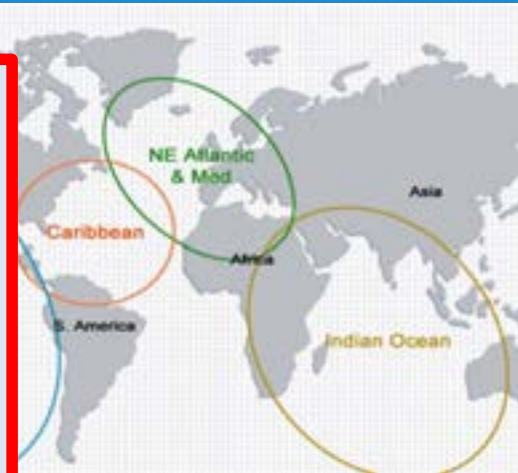 NE Atlantic
& Med
Asia
Caribbean
Africa
S. America
Indian Ocean